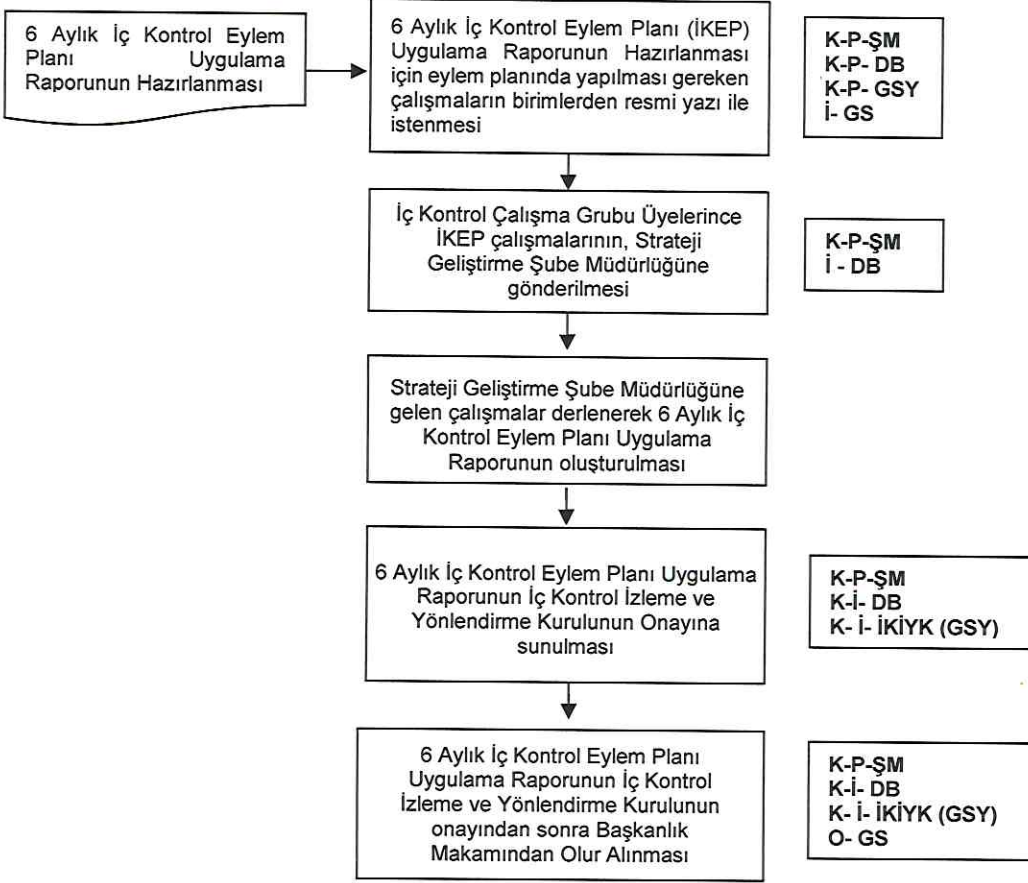 6 Aylık İç Kontrol Eylem
Planı Uygulama
Raporunun Hazırlanması
6 Aylık İç Kontrol Eylem Planı (İKEP)
Uygulama Raporunun Hazırlanması
için eylem planında yapılması gereken
çalışmaların birimlerden resmi yazı ile
istenmesi
K-P-ŞM
K-P- DB
K-P- GSY
İ- GS
İç Kontrol Çalışma Grubu Üyelerince
İKEP çalışmalarının, Strateji
Geliştirme Şube Müdürlüğüne
gönderilmesi
K-P-ŞM
İ - DB
Strateji Geliştirme Şube Müdürlüğüne
gelen çalışmalar derlenerek 6 Aylık İç
Kontrol Eylem Planı Uygulama
Raporunun oluşturulması
6 Aylık İç Kontrol Eylem Planı Uygulama
Raporunun İç Kontrol İzleme ve
Yönlendirme Kurulunun Onayına
sunulması
K-P-ŞM
K-İ- DB
K- İ- İKİYK (GSY)
6 Aylık İç Kontrol Eylem Planı
Uygulama Raporunun İç Kontrol
İzleme ve Yönlendirme Kurulunun
onayından sonra Başkanlık
Makamından Olur Alınması
K-P-ŞM
K-İ- DB
K- İ- İKİYK (GSY)
O- GS